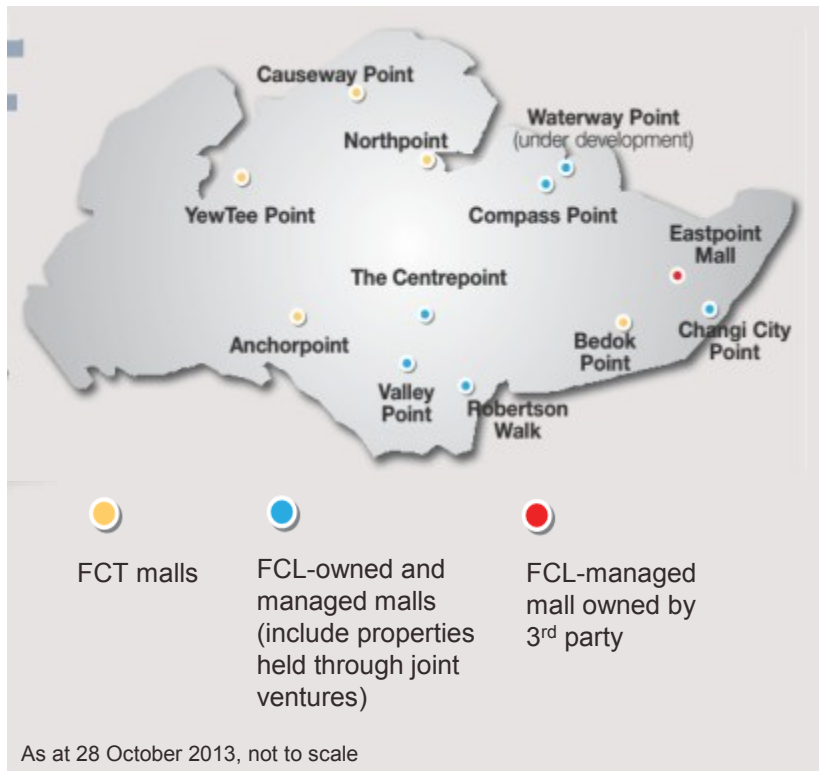 Causeway Point
Northpoint
Waterway Point
(under development)
YewTee Point
Compass Point
Eastpoint
Mall
The Centrepoint
Anchorpoint
Bedok
Point
Changi City
Point
Valley
Point
Robertson
Walk
FCT malls
FCL-owned and
managed malls
(include properties
held through joint
ventures)
FCL-managed
mall owned by
3rd party
As at 28 October 2013, not to scale